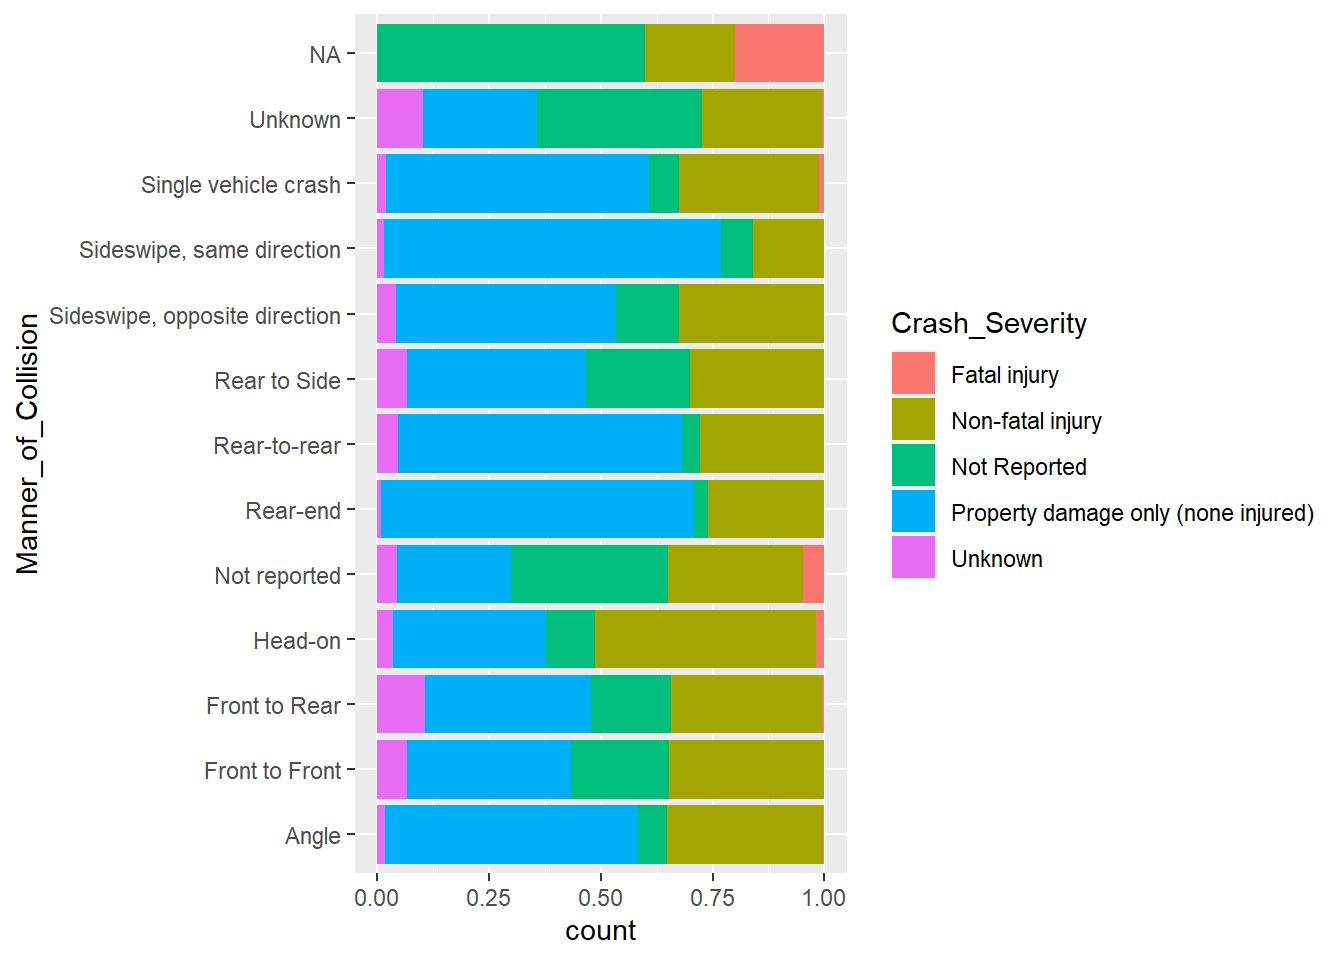 Manner_of_Collision
NA
Unknown
Single vehicle crash
Sideswipe, same direction
Sideswipe, opposite direction
Rear to Side
Rear-to-rear
Rear-end
Not reported
Head-on
Front to Rear
Front to Front
Angle
0.00 0.25 0.50 0.75 1.00
count
Crash_Severity
Fatal injury
Non-fatal injury
Not Reported
Property damage only (none injured)
Unknown